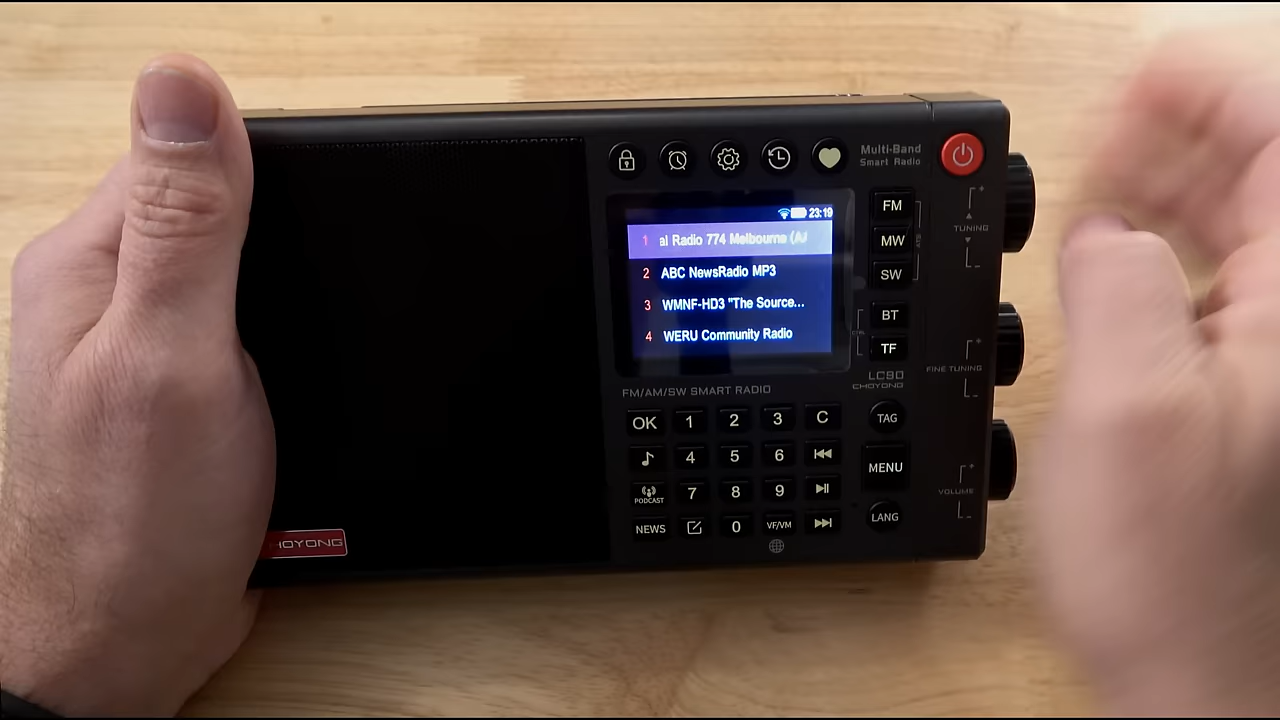 Multi-Band
Smart Radio
23:19
1 al Radio 774 Melbourne (AJ
2 ABC NewsRadio MP3
3 WMNF-HD3 "The Source...
4 WERU Community Radio
FM
MW
SW
ATS
BT
TF
CTRL
TUNING
FINE TUNING
VOLUME
LC90
CHOYONG
FM/AM/SW SMART RADIO
OK 1 2 3 C
4 5 6
PODCAST 7 8 9
NEWS 0 VF/VM
TAG
MENU
LANG
HOYONG